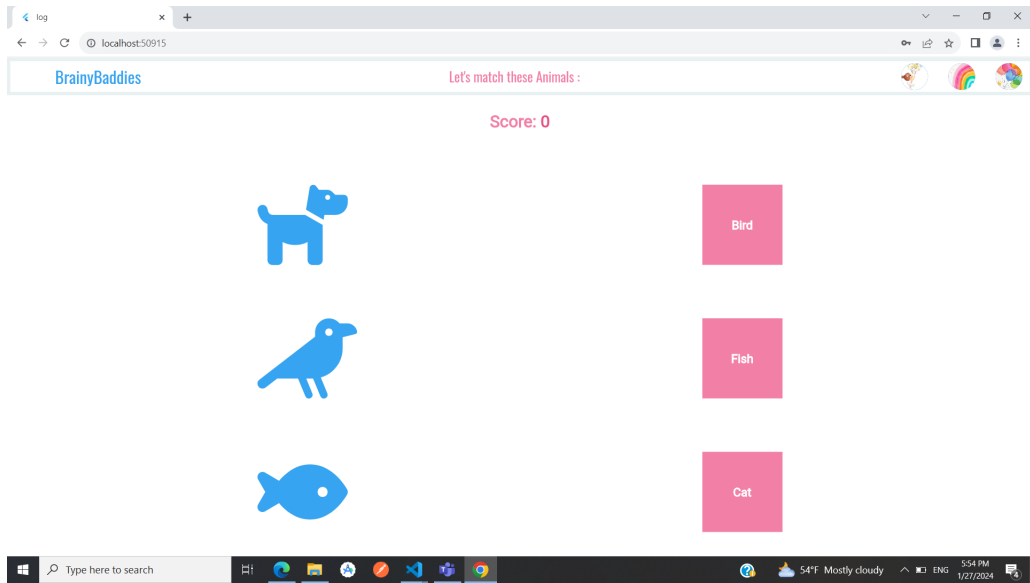 log
localhost:50915
BrainyBaddies
Let's match these Animals :
Score: 0
Bird
Fish
Cat
Type here to search
54°F Mostly cloudy
ENG
5:54 PM
1/27/2024
4